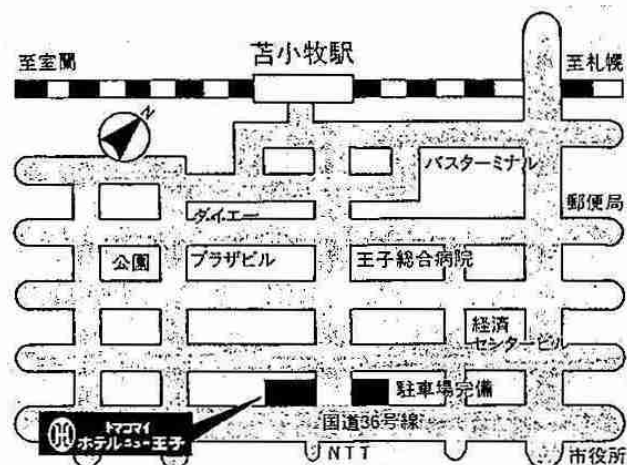 苫小牧駅
至室蘭
至札幌
N
バスターミナル
郵便局
ダイエー
公園
プラザビル
王子総合病院
経済
センタービル
駐車場完備
トマコマイ
ホテルニュー王子
国道36号線
NTT
市役所